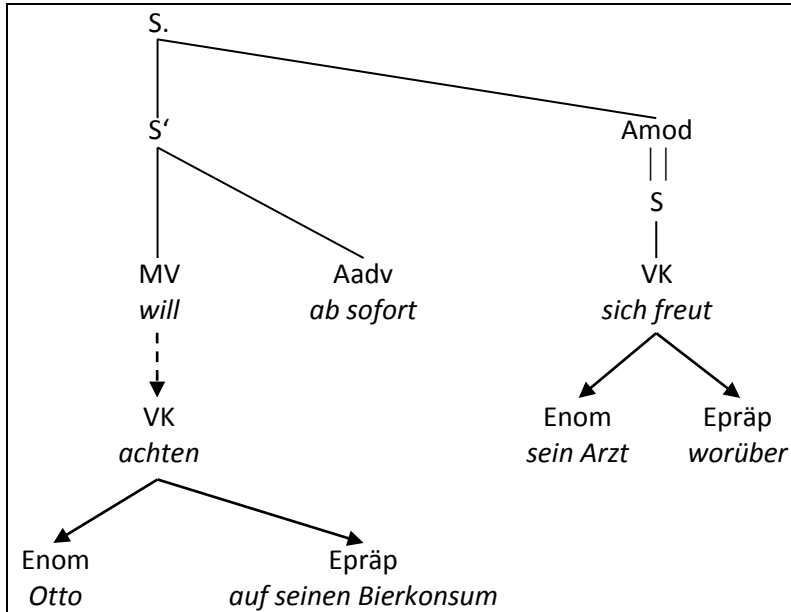 S.
S‘ Amod
S
MV Aadv VK
will ab sofort sich freut
VK Enom Epräp
achten sein Arzt worüber
Enom Epräp
Otto auf seinen Bierkonsum